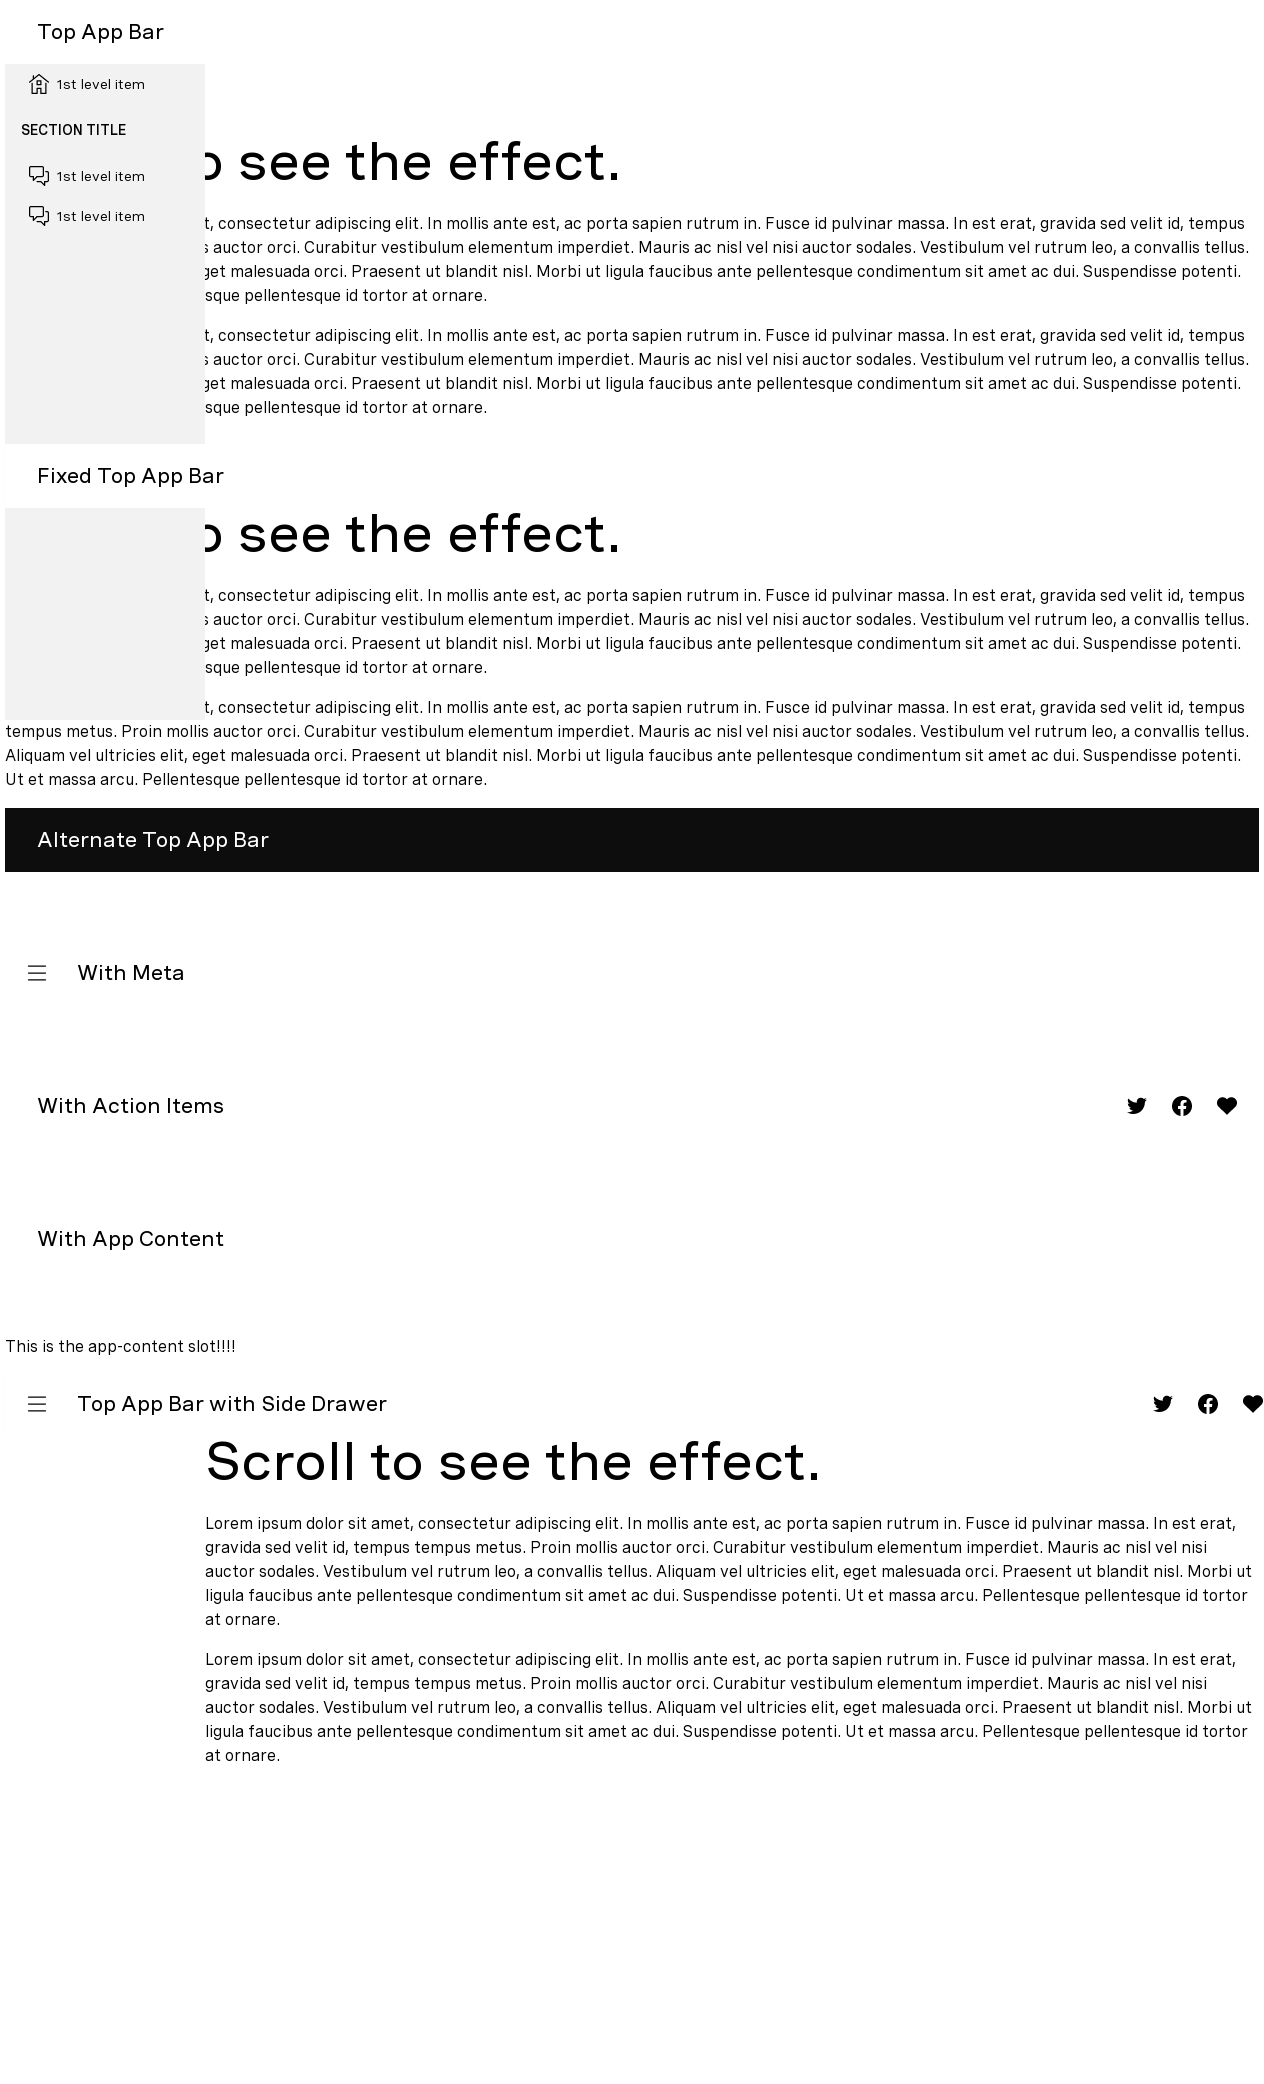 Top App Bar
1st level item
SECTION TITLE
see the effect.
1st level item
1st level item
consectetur adipiscing elit. In mollis ante est, ac porta sapien rutrum in. Fusce id pulvinar massa. In est erat, gravida sed velit id, tempus
auctor orci. Curabitur vestibulum elementum imperdiet. Mauris ac nisl vel nisi auctor sodales. Vestibulum vel rutrum leo, a convallis tellus.
get malesuada orci. Praesent ut blandit nisl. Morbi ut ligula faucibus ante pellentesque condimentum sit amet ac dui. Suspendisse potenti.
sque pellentesque id tortor at ornare.
consectetur adipiscing elit. In mollis ante est, ac porta sapien rutrum in. Fusce id pulvinar massa. In est erat, gravida sed velit id, tempus
auctor orci. Curabitur vestibulum elementum imperdiet. Mauris ac nisl vel nisi auctor sodales. Vestibulum vel rutrum leo, a convallis tellus.
get malesuada orci. Praesent ut blandit nisl. Morbi ut ligula faucibus ante pellentesque condimentum sit amet ac dui. Suspendisse potenti.
sque pellentesque id tortor at ornare.
Fixed Top App Bar
see the effect.
consectetur adipiscing elit. In mollis ante est, ac porta sapien rutrum in. Fusce id pulvinar massa. In est erat, gravida sed velit id, tempus
auctor orci. Curabitur vestibulum elementum imperdiet. Mauris ac nisl vel nisi auctor sodales. Vestibulum vel rutrum leo, a convallis tellus.
get malesuada orci. Praesent ut blandit nisl. Morbi ut ligula faucibus ante pellentesque condimentum sit amet ac dui. Suspendisse potenti.
sque pellentesque id tortor at ornare.
consectetur adipiscing elit. In mollis ante est, ac porta sapien rutrum in. Fusce id pulvinar massa. In est erat, gravida sed velit id, tempus
tempus metus. Proin mollis auctor orci. Curabitur vestibulum elementum imperdiet. Mauris ac nisl vel nisi auctor sodales. Vestibulum vel rutrum leo, a convallis tellus.
Aliquam vel ultricies elit, eget malesuada orci. Praesent ut blandit nisl. Morbi ut ligula faucibus ante pellentesque condimentum sit amet ac dui. Suspendisse potenti.
Ut et massa arcu. Pellentesque pellentesque id tortor at ornare.
Alternate Top App Bar
With Meta
With Action Items
With App Content
This is the app-content slot!!!!
Top App Bar with Side Drawer
Scroll to see the effect.
Lorem ipsum dolor sit amet, consectetur adipiscing elit. In mollis ante est, ac porta sapien rutrum in. Fusce id pulvinar massa. In est erat,
gravida sed velit id, tempus tempus metus. Proin mollis auctor orci. Curabitur vestibulum elementum imperdiet. Mauris ac nisl vel nisi
auctor sodales. Vestibulum vel rutrum leo, a convallis tellus. Aliquam vel ultricies elit, eget malesuada orci. Praesent ut blandit nisl. Morbi ut
ligula faucibus ante pellentesque condimentum sit amet ac dui. Suspendisse potenti. Ut et massa arcu. Pellentesque pellentesque id tortor
at ornare.
Lorem ipsum dolor sit amet, consectetur adipiscing elit. In mollis ante est, ac porta sapien rutrum in. Fusce id pulvinar massa. In est erat,
gravida sed velit id, tempus tempus metus. Proin mollis auctor orci. Curabitur vestibulum elementum imperdiet. Mauris ac nisl vel nisi
auctor sodales. Vestibulum vel rutrum leo, a convallis tellus. Aliquam vel ultricies elit, eget malesuada orci. Praesent ut blandit nisl. Morbi ut
ligula faucibus ante pellentesque condimentum sit amet ac dui. Suspendisse potenti. Ut et massa arcu. Pellentesque pellentesque id tortor
at ornare.